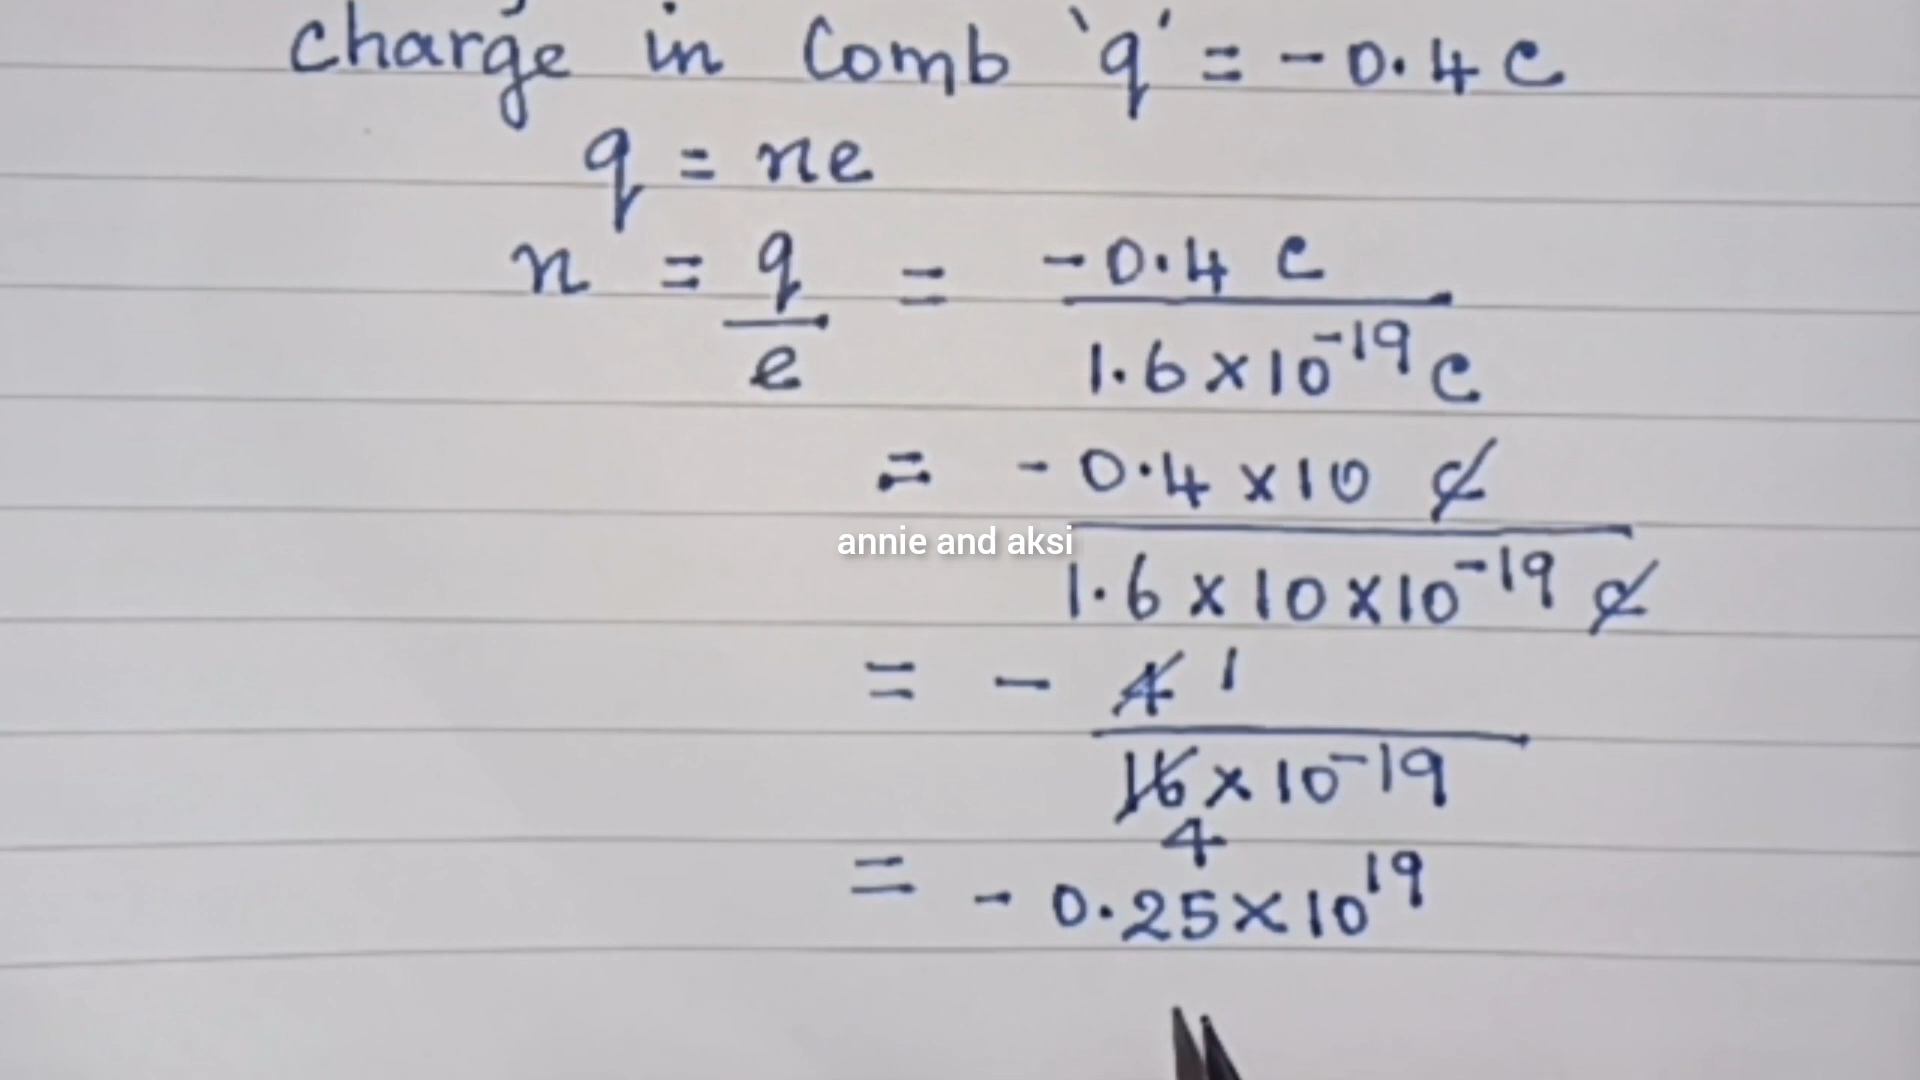 charge in Comb 'q' = -0.4 C
q = ne
n = q/e = -0.4 C / 1.6 × 10⁻¹⁹ C
= -0.4 × 10 C / 1.6 × 10 × 10⁻¹⁹ C
annie and aksi
= - 4 1 / 16 × 10⁻¹⁹
4
= - 0.25 × 10¹⁹